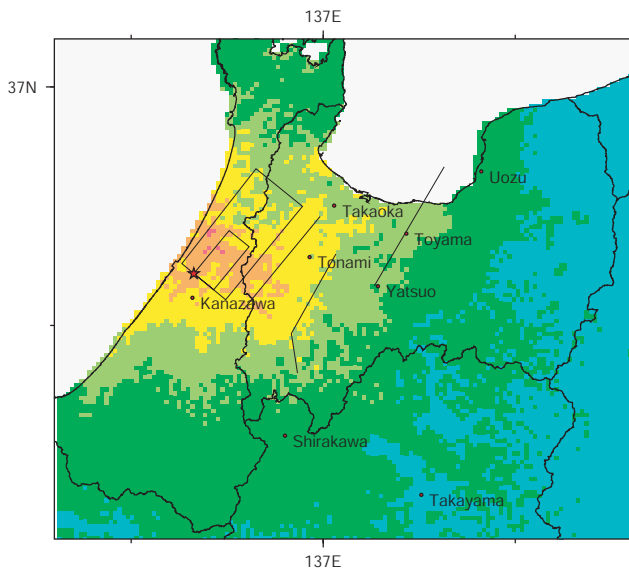 137E
37N
Uozu
Takaoka
Toyama
Tonami
Yatsuo
Kanazawa
Shirakawa
Takayama
137E